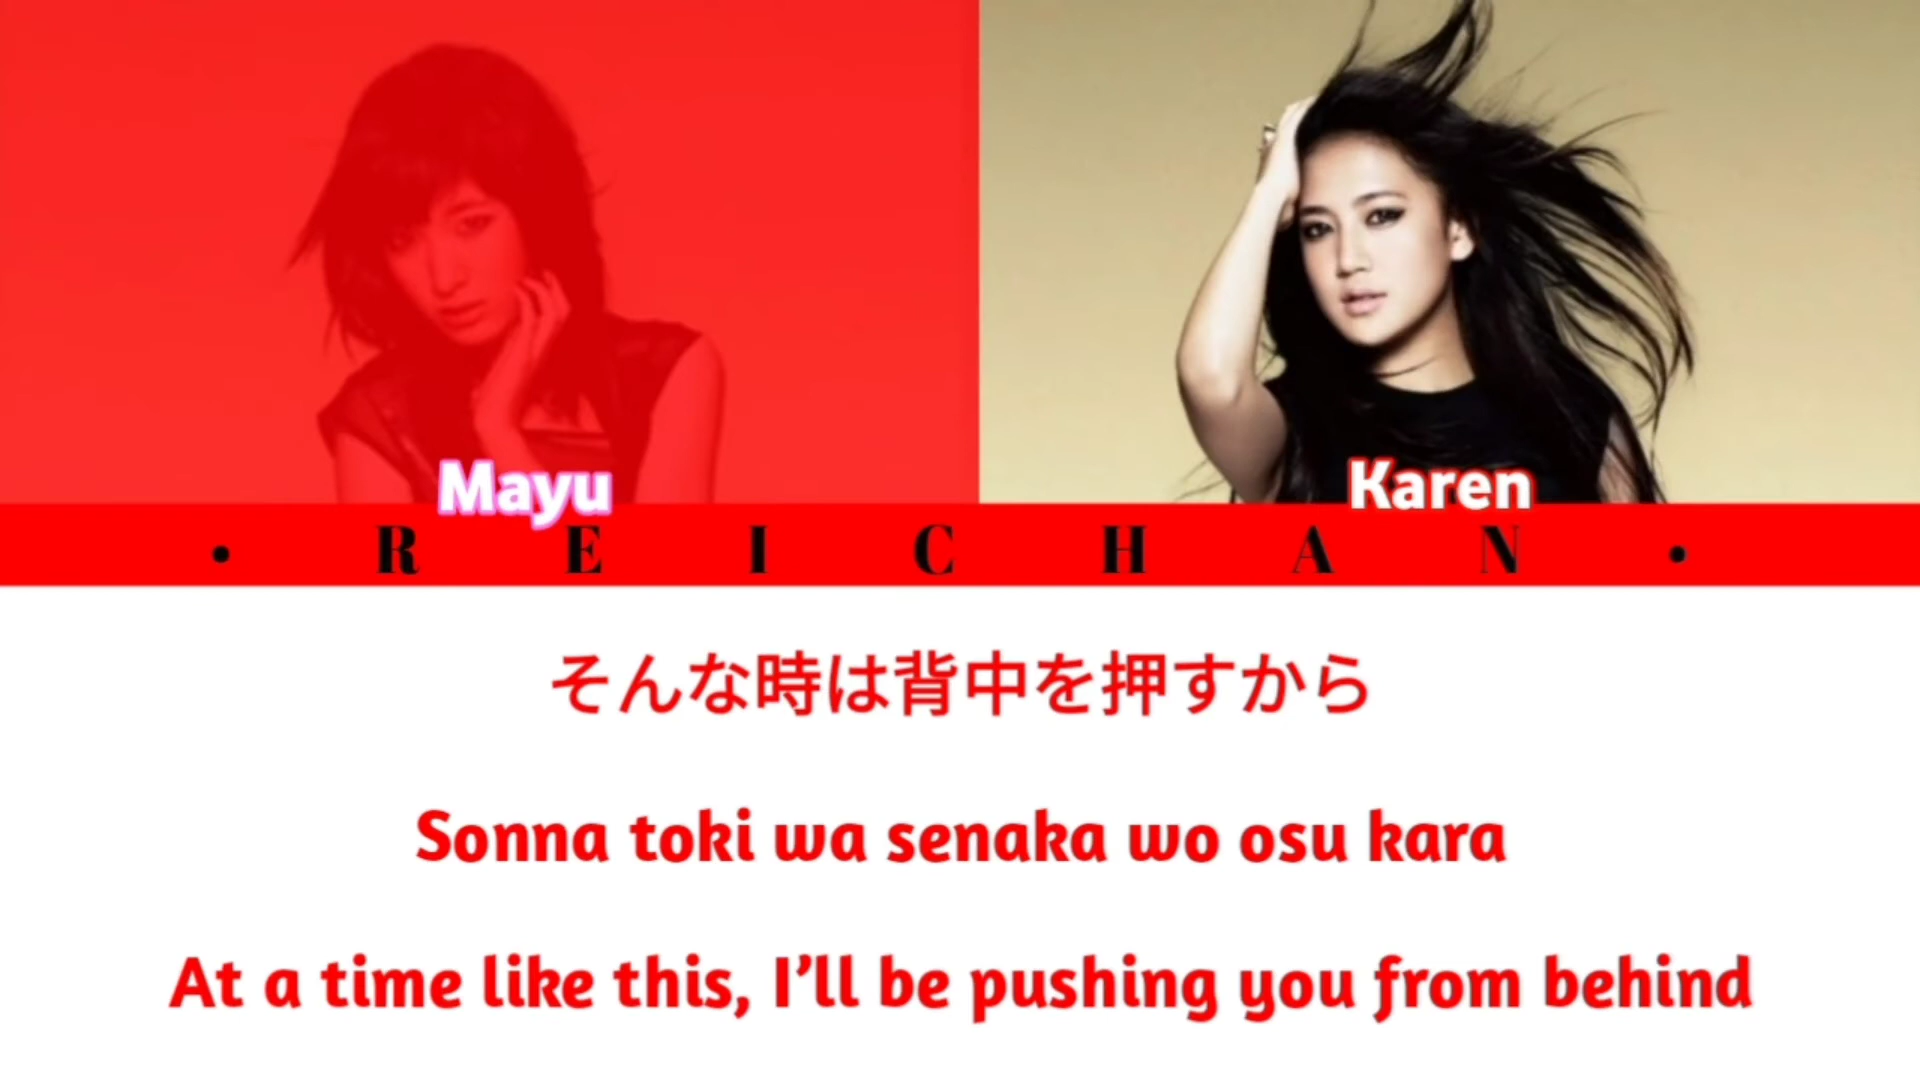 Mayu
Karen
• R E I C H A N •
そんな時は背中を押すから
Sonna toki wa senaka wo osu kara
At a time like this, I’ll be pushing you from behind